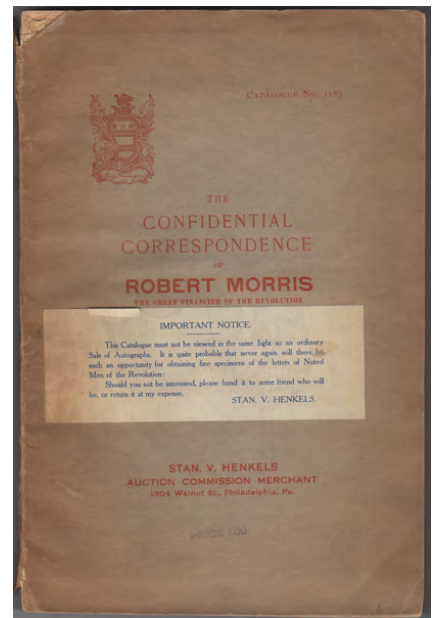 CATALOGUE NO. 1183
THE
CONFIDENTIAL
CORRESPONDENCE
OF
ROBERT MORRIS
THE GREAT FINANCIER OF THE REVOLUTION
IMPORTANT NOTICE.
This Catalogue must not be viewed in the same light as an ordinary
Sale of Autographs. It is quite probable that never again will there be
such an opportunity for obtaining fine specimens of the letters of Noted
Men of the Revolution.
Should you not be interested, please hand it to some friend who will
be, or return it at my expense.
STAN. V. HENKELS.
STAN. V. HENKELS
AUCTION COMMISSION MERCHANT
1304 Walnut St., Philadelphia, Pa.
PRICE 1.00